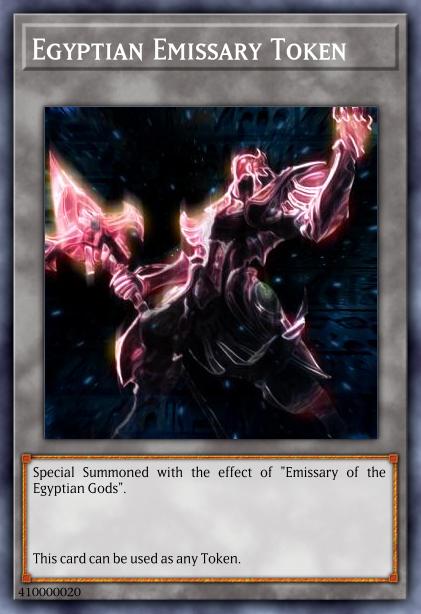 Egyptian Emissary Token
Special Summoned with the effect of "Emissary of the
Egyptian Gods".
This card can be used as any Token.
410000020